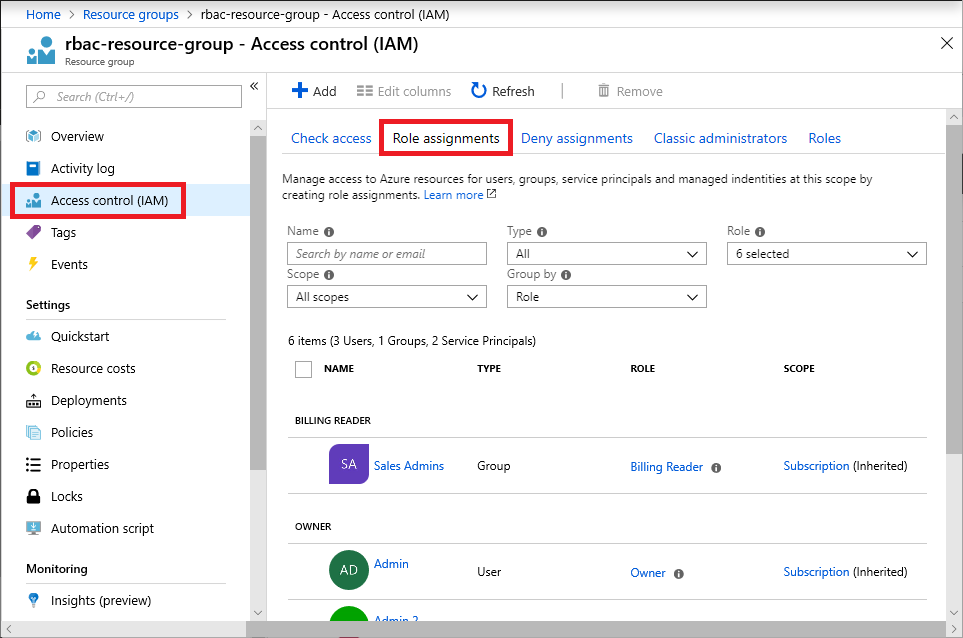 Home > Resource groups > rbac-resource-group - Access control (IAM)
rbac-resource-group - Access control (IAM)
Resource group
Search (Ctrl+/)
Overview
Activity log
Access control (IAM)
Tags
Events
Settings
Quickstart
Resource costs
Deployments
Policies
Properties
Locks
Automation script
Monitoring
Insights (preview)
Add Edit columns Refresh Remove
Check access Role assignments Deny assignments Classic administrators Roles
Manage access to Azure resources for users, groups, service principals and managed indentities at this scope by
creating role assignments. Learn more
Name Type Role
Search by name or email All 6 selected
Scope Group by
All scopes Role
6 items (3 Users, 1 Groups, 2 Service Principals)
NAME TYPE ROLE SCOPE
BILLING READER
SA Sales Admins Group Billing Reader Subscription (Inherited)
OWNER
AD Admin User Owner Subscription (Inherited)
Admin 2